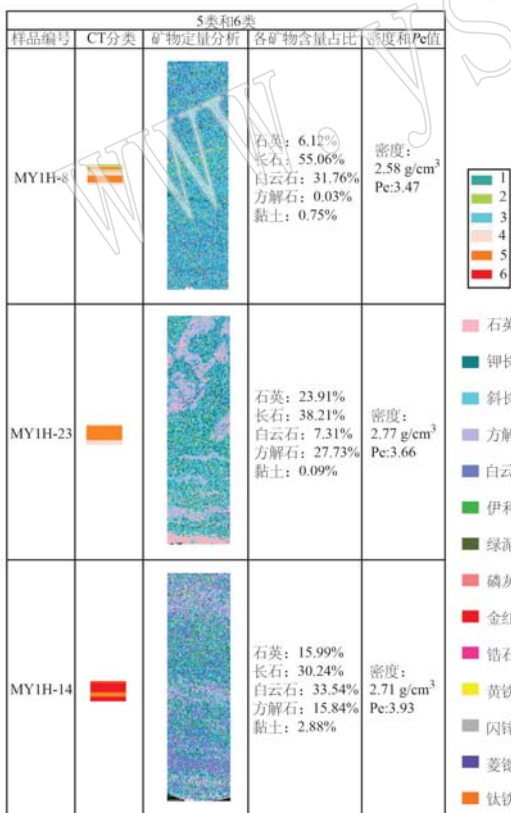 5类和6类
样品编号 CT分类 矿物定量分析 各矿物含量占比 密度和Pe值
MY1H-8
石英：6.12%
长石：55.06%
白云石：31.76%
方解石：0.03%
黏土：0.75%
密度：
2.58 g/cm³
Pe:3.47
MY1H-23
石英：23.91%
长石：38.21%
白云石：7.31%
方解石：27.73%
黏土：0.09%
密度：
2.77 g/cm³
Pe:3.66
MY1H-14
石英：15.99%
长石：30.24%
白云石：33.54%
方解石：15.84%
黏土：2.88%
密度：
2.71 g/cm³
Pe:3.93
1
2
3
4
5
6
石英
钾长
斜长
方解
白云
伊利
绿泥
磷灰
金红
锆石
黄铁
闪锌
菱锶
钛铁
www.ys